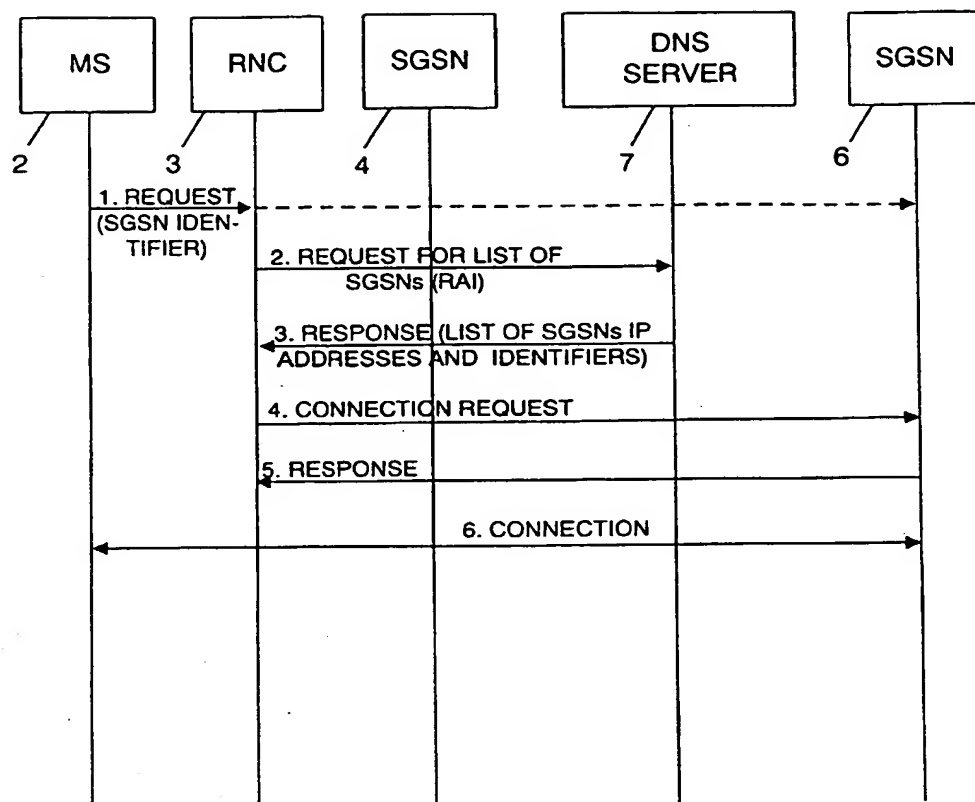 MS
RNC
SGSN
DNS
SERVER
SGSN
2
3
4
7
6
1. REQUEST
(SGSN IDEN-
TIFIER)
2. REQUEST FOR LIST OF
SGSNs (RAI)
3. RESPONSE (LIST OF SGSNs IP
ADDRESSES AND IDENTIFIERS)
4. CONNECTION REQUEST
5. RESPONSE
6. CONNECTION